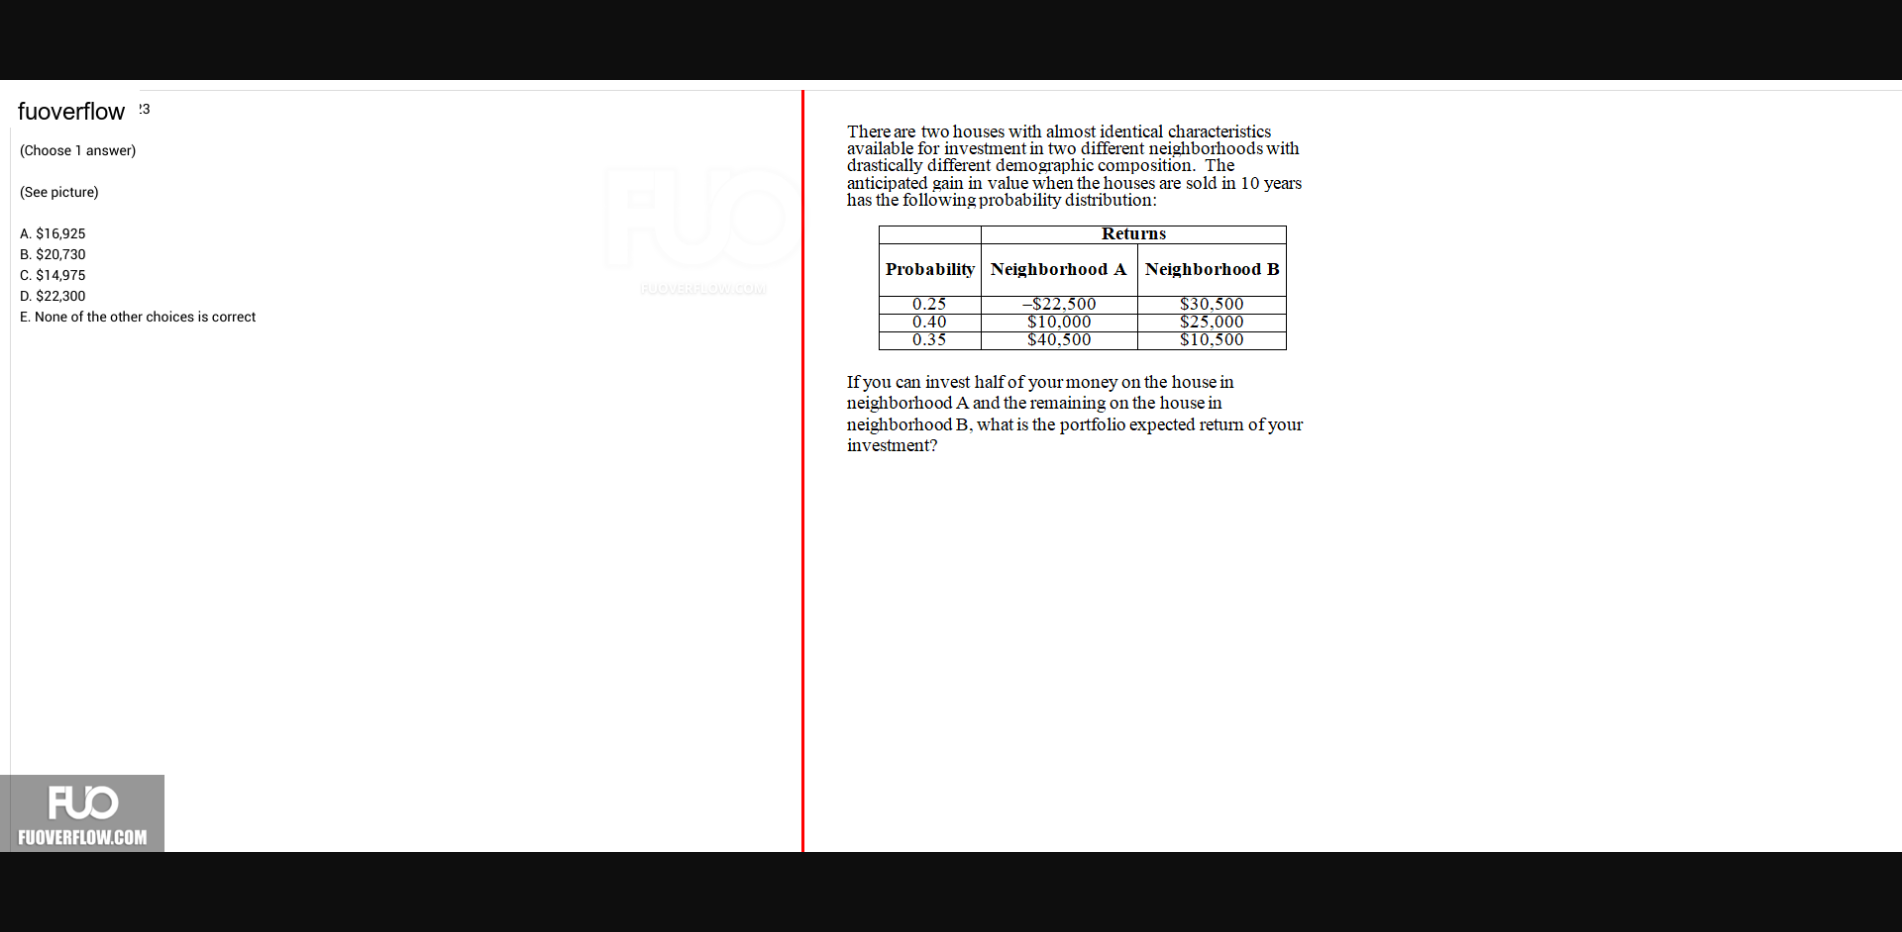 fuoverflow
(Choose 1 answer)
(See picture)
A. $16,925
B. $20,730
C. $14,975
D. $22,300
E. None of the other choices is correct
FUO
FUOVERFLOW.COM
There are two houses with almost identical characteristics
available for investment in two different neighborhoods with
drastically different demographic composition. The
anticipated gain in value when the houses are sold in 10 years
has the following probability distribution:
Returns
Probability Neighborhood A Neighborhood B
0.25 –$22,500 $30,500
0.40 $10,000 $25,000
0.35 $40,500 $10,500
If you can invest half of your money on the house in
neighborhood A and the remaining on the house in
neighborhood B, what is the portfolio expected return of your
investment?
FUO
FUOVERFLOW.COM